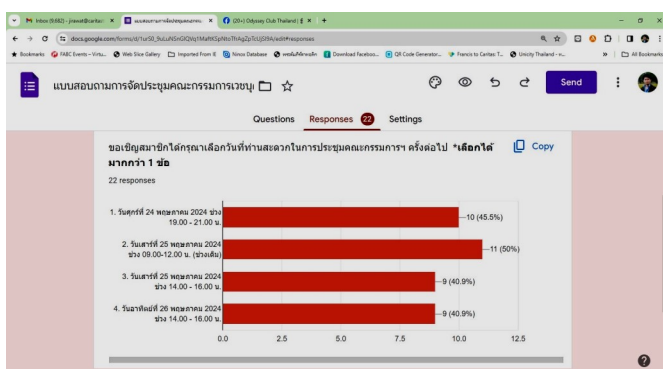 Inbox (9,682) - jirawat@caritas
แบบสอบถามการจัดประชุมคณะกรรมการ
(20+) Odyssey Club Thailand | F
Bookmarks
FABC Events – Virtu...
Web Slice Gallery
Imported From IE
Ninox Database
Download Faceboo...
QR Code Generator...
Francis to Caritas: T...
Unicity Thailand - ระ...
All Bookmarks
แบบสอบถามการจัดประชุมคณะกรรมการเวชบุ
Send
Questions
Responses 22
Settings
ขอเชิญสมาชิกได้กรุณาเลือกวันที่ท่านสะดวกในการประชุมคณะกรรมการฯ ครั้งต่อไป *เลือกได้
มากกว่า 1 ข้อ
Copy
22 responses
1. วันศุกร์ที่ 24 พฤษภาคม 2024 ช่วง
19.00 - 21.00 น.
10 (45.5%)
2. วันเสาร์ที่ 25 พฤษภาคม 2024
ช่วง 09.00-12.00 น. (ช่วงเดิม)
11 (50%)
3. วันเสาร์ที่ 25 พฤษภาคม 2024
ช่วง 14.00 - 16.00 น.
9 (40.9%)
4. วันอาทิตย์ที่ 26 พฤษภาคม 2024
ช่วง 14.00 - 16.00 น.
9 (40.9%)
0.0 2.5 5.0 7.5 10.0 12.5